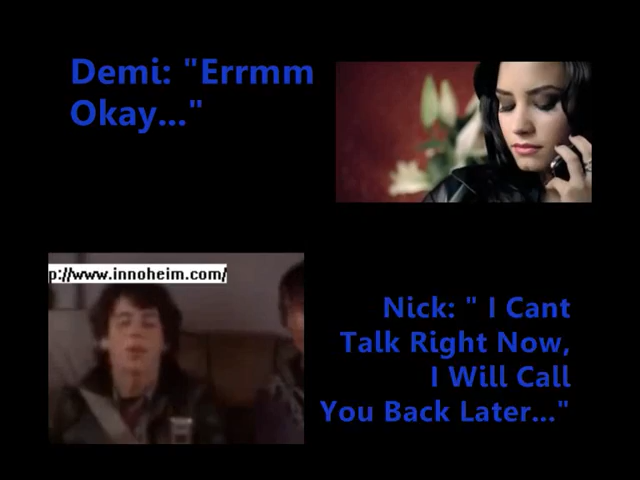 Demi: "Errmm
Okay..."
p://www.innoheim.com/
Nick: " I Cant
Talk Right Now,
I Will Call
You Back Later..."